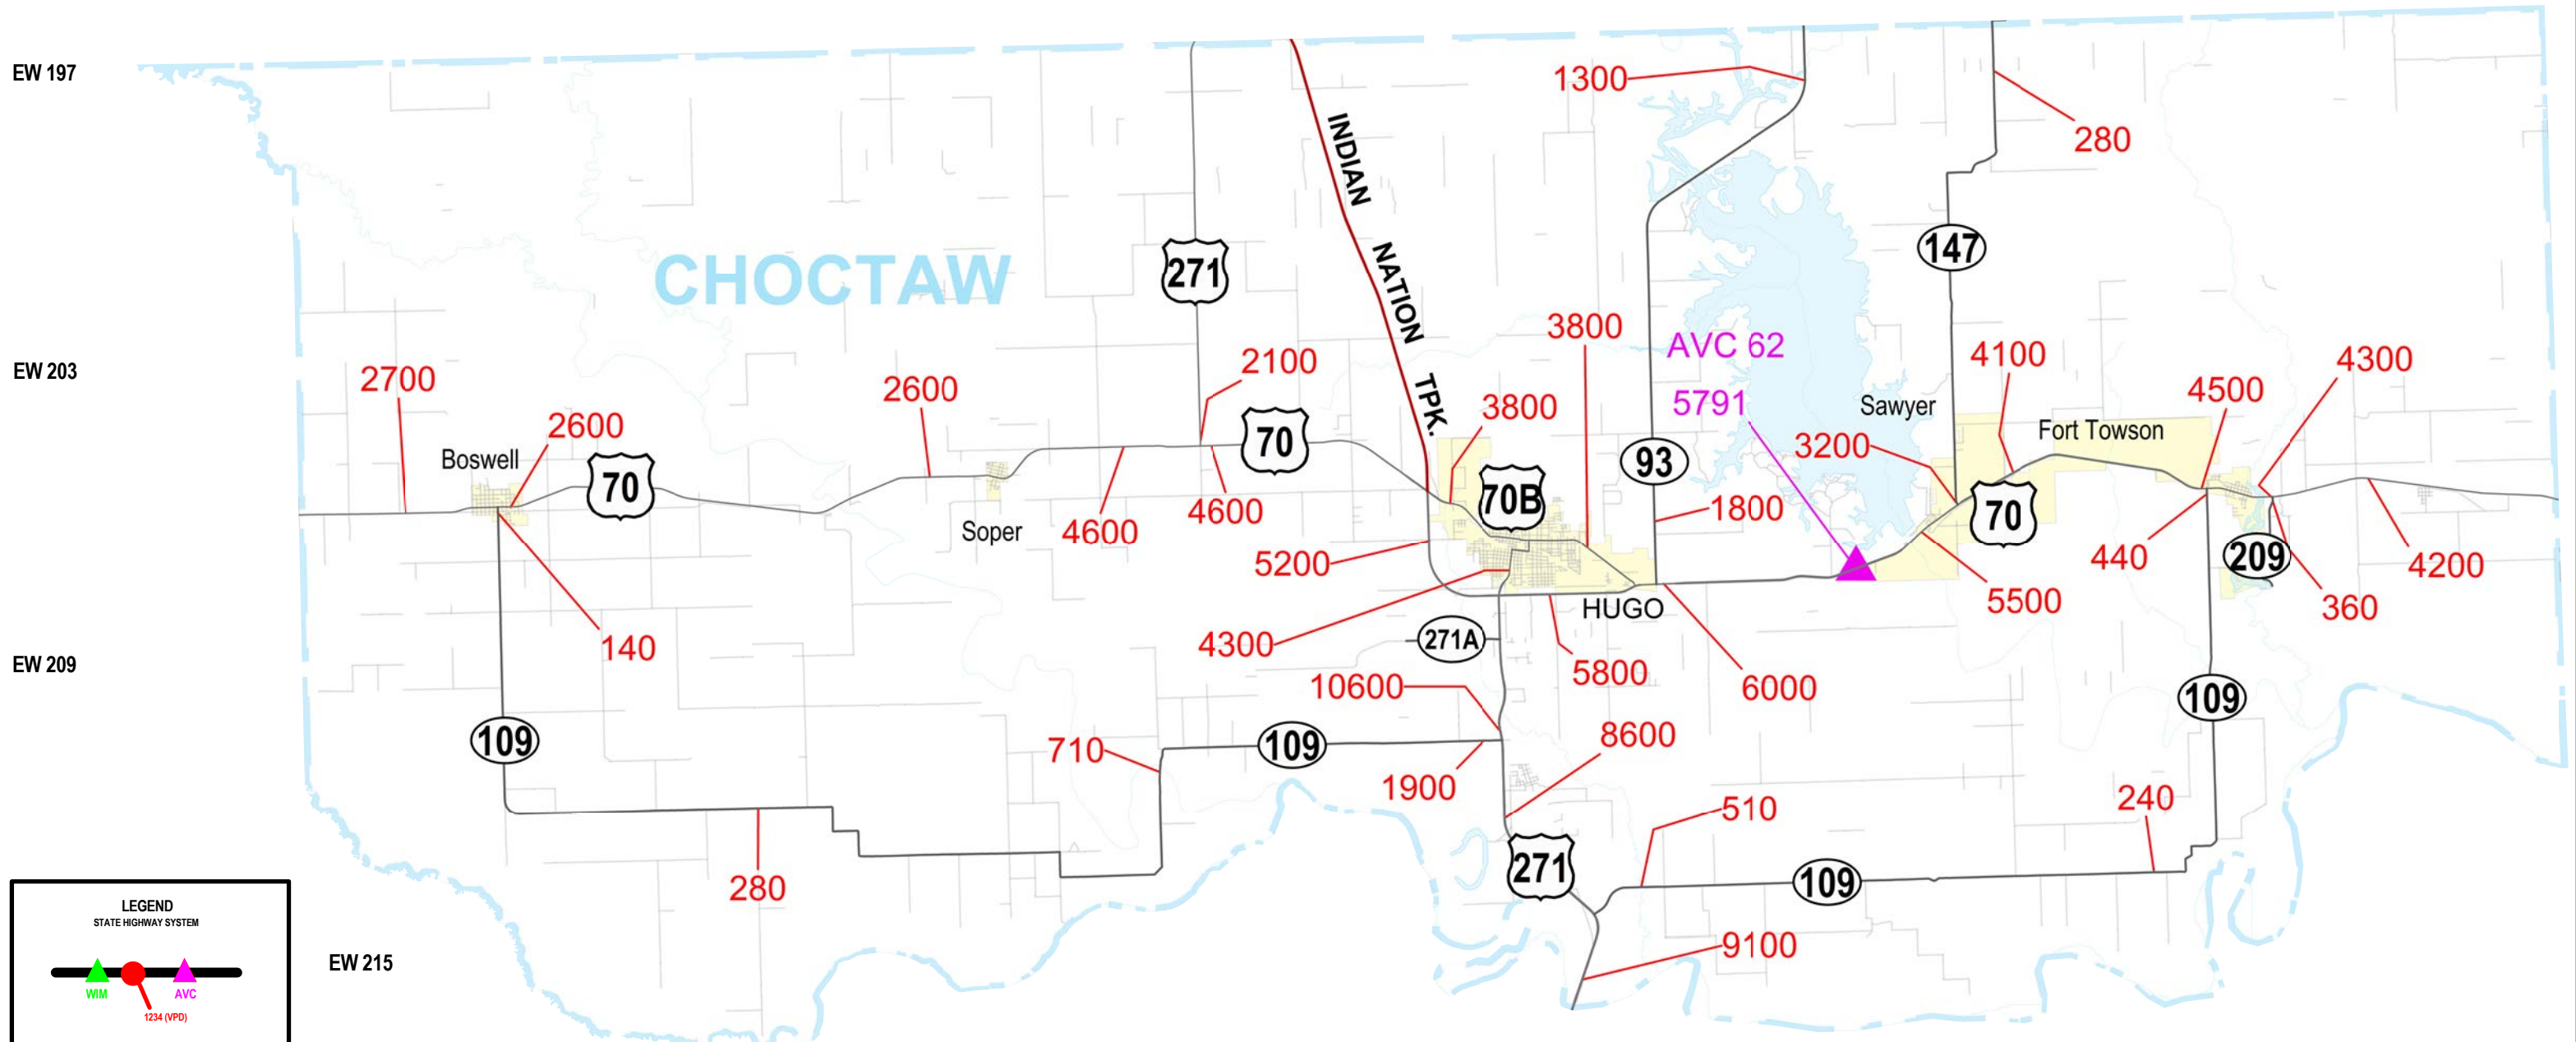 EW 197
1300
280
INDIAN NATION TPK.
147
CHOCTAW
271
3800
AVC 62
5791
EW 203
2700
2600
2100
4100
4300
2600
3800
4500
Boswell
70
70
Sawyer
3200
Fort Towson
70B
93
1800
70
Soper
4600
4600
5200
440
209
4200
HUGO
5500
360
140
4300
271A
EW 209
5800
10600
6000
109
109
710
8600
109
1900
510
240
280
271
109
9100
EW 215
LEGEND
STATE HIGHWAY SYSTEM
WIM
AVC
1234 (VPD)